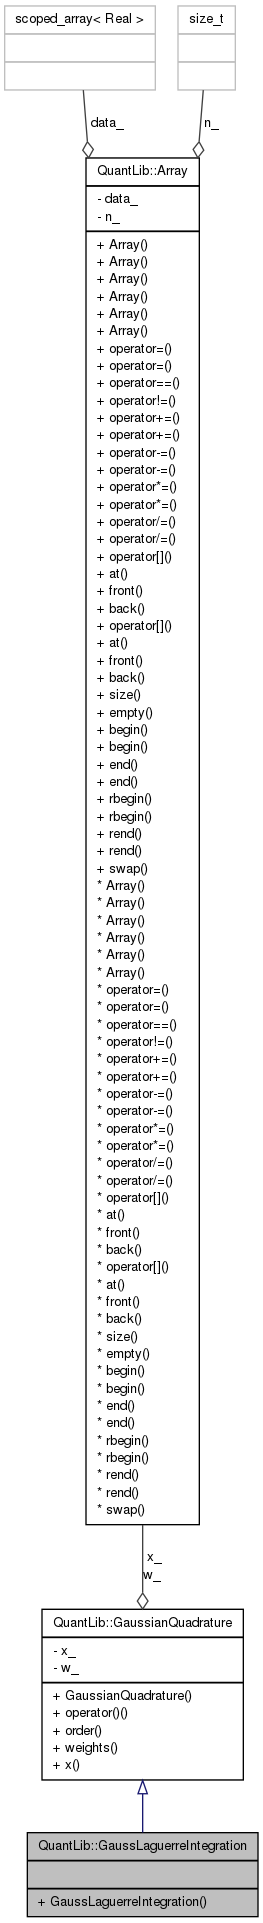 scoped_array< Real >
size_t
data_
n_
QuantLib::Array
- data_
- n_
+ Array()
+ Array()
+ Array()
+ Array()
+ Array()
+ Array()
+ operator=()
+ operator=()
+ operator==()
+ operator!=()
+ operator+=()
+ operator+=()
+ operator-=()
+ operator-=()
+ operator*=()
+ operator*=()
+ operator/=()
+ operator/=()
+ operator[]()
+ at()
+ front()
+ back()
+ operator[]()
+ at()
+ front()
+ back()
+ size()
+ empty()
+ begin()
+ begin()
+ end()
+ end()
+ rbegin()
+ rbegin()
+ rend()
+ rend()
+ swap()
* Array()
* Array()
* Array()
* Array()
* Array()
* Array()
* operator=()
* operator=()
* operator==()
* operator!=()
* operator+=()
* operator+=()
* operator-=()
* operator-=()
* operator*=()
* operator*=()
* operator/=()
* operator/=()
* operator[]()
* at()
* front()
* back()
* operator[]()
* at()
* front()
* back()
* size()
* empty()
* begin()
* begin()
* end()
* end()
* rbegin()
* rbegin()
* rend()
* rend()
* swap()
x_
w_
QuantLib::GaussianQuadrature
- x_
- w_
+ GaussianQuadrature()
+ operator()()
+ order()
+ weights()
+ x()
QuantLib::GaussLaguerreIntegration
+ GaussLaguerreIntegration()